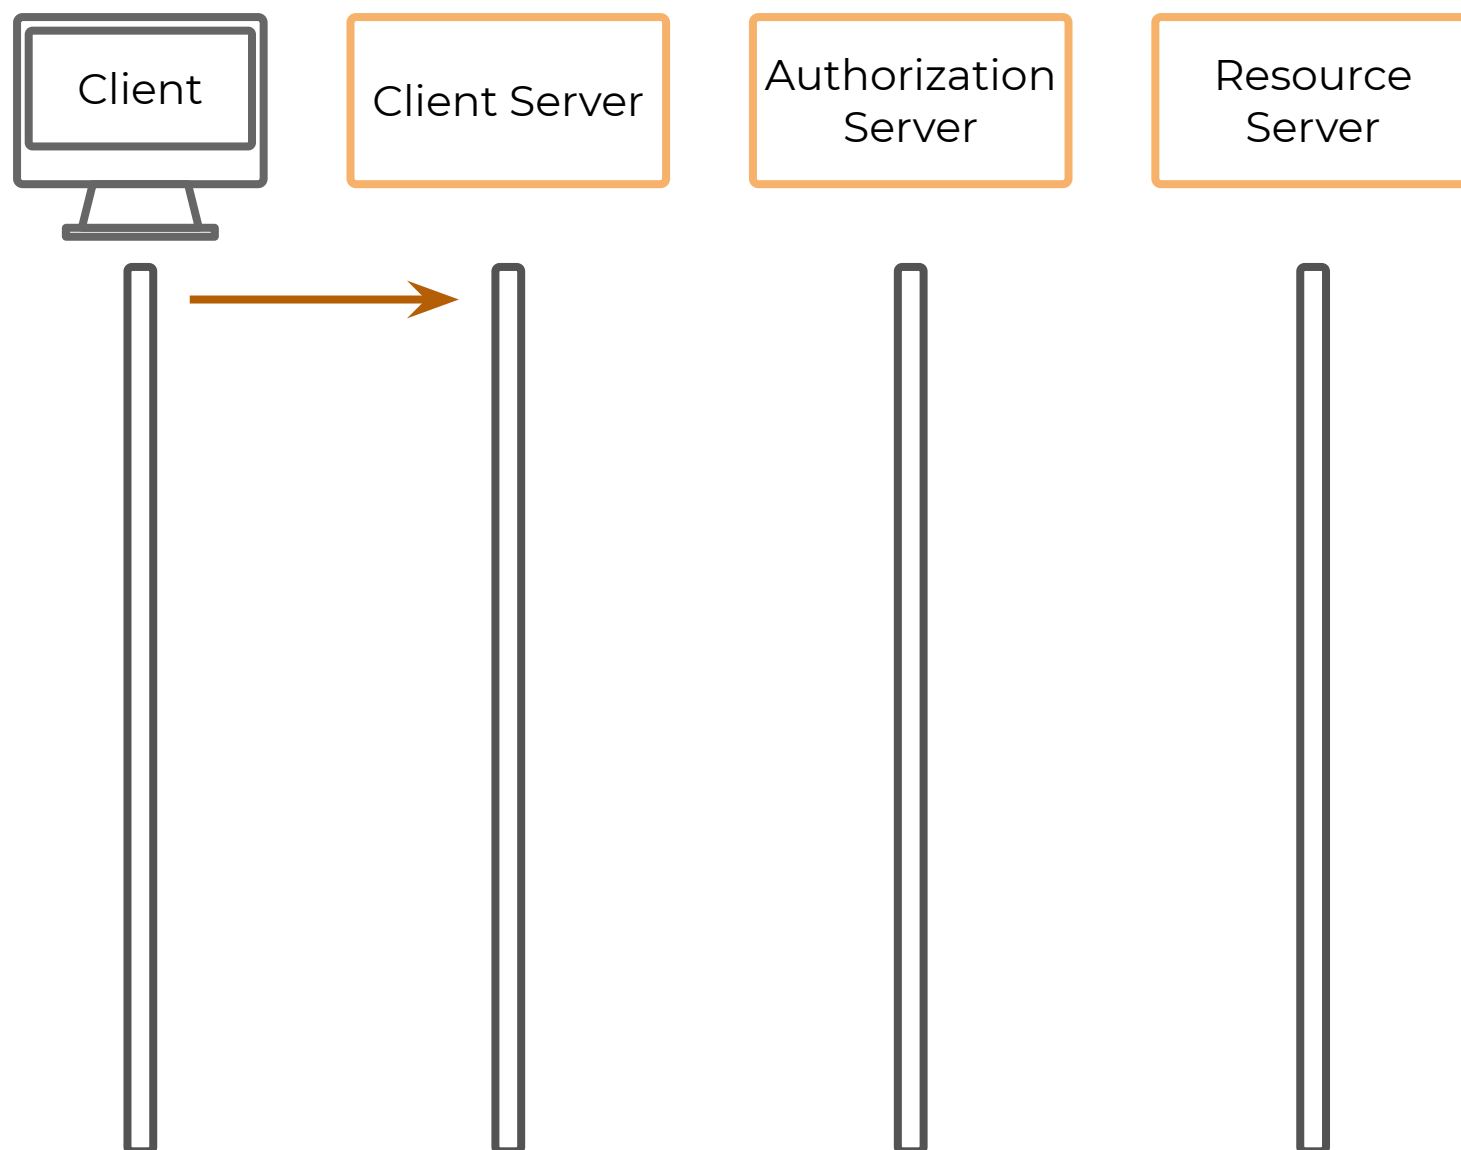 Client
Client Server
Authorization
Server
Resource
Server